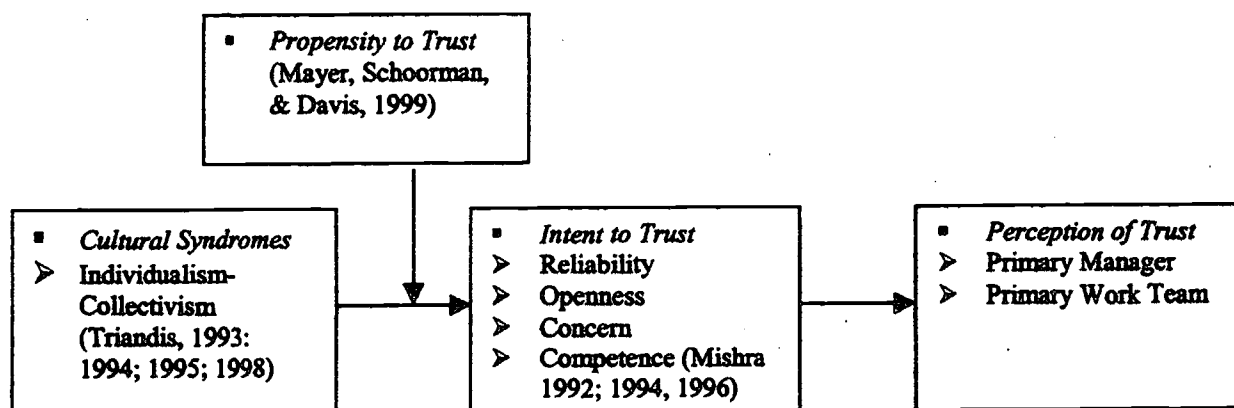 ▪ Propensity to Trust
(Mayer, Schoorman,
& Davis, 1999)
▪ Cultural Syndromes
➢ Individualism-
Collectivism
(Triandis, 1993:
1994; 1995; 1998)
▪ Intent to Trust
➢ Reliability
➢ Openness
➢ Concern
➢ Competence (Mishra
1992; 1994, 1996)
▪ Perception of Trust
➢ Primary Manager
➢ Primary Work Team